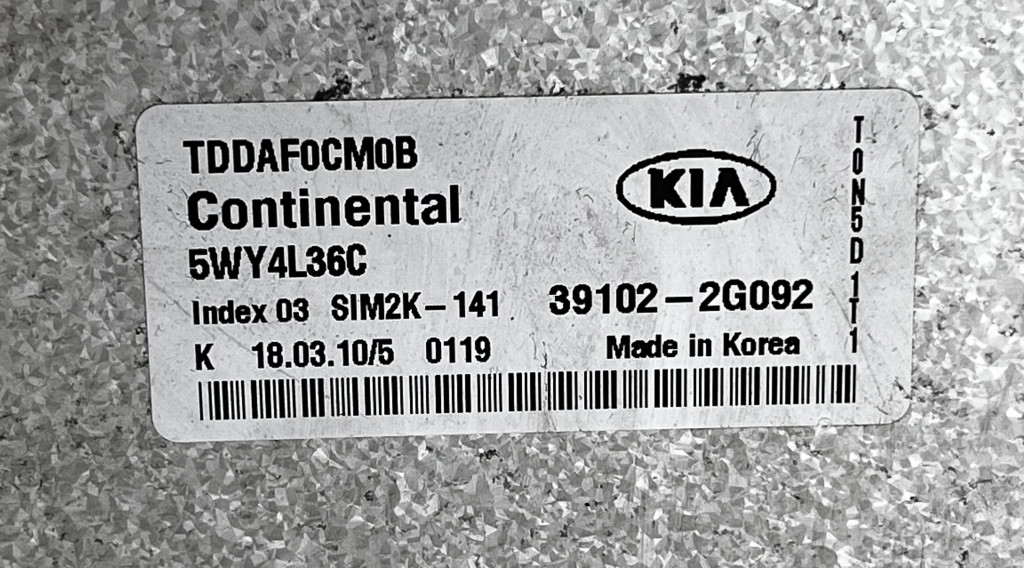 TDDAF0CM0B
Continental
KIA
5WY4L36C
Index 03 SIM2K-141
39102-2G092
K 18.03.10/5 0119
Made in Korea
T0N5D1T1